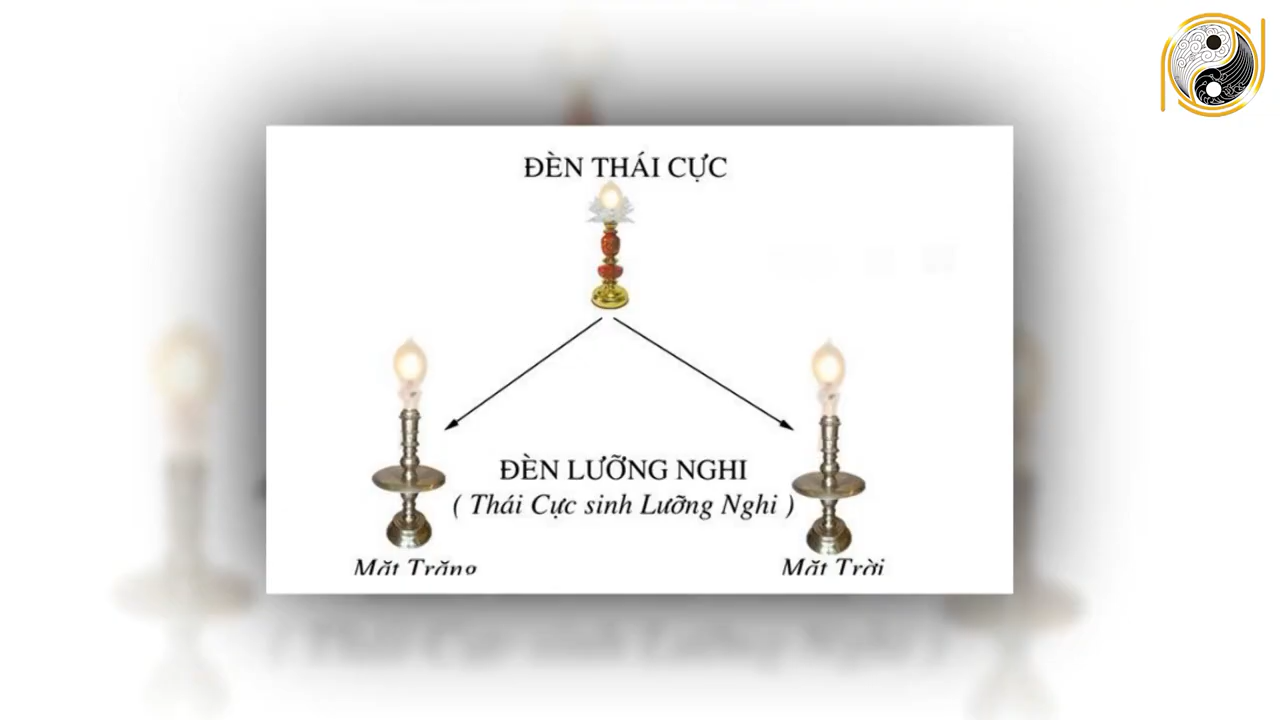 ĐÈN THÁI CỰC
ĐÈN LƯỠNG NGHI
( Thái Cực sinh Lưỡng Nghi )
Mặt Trăng
Mặt Trời